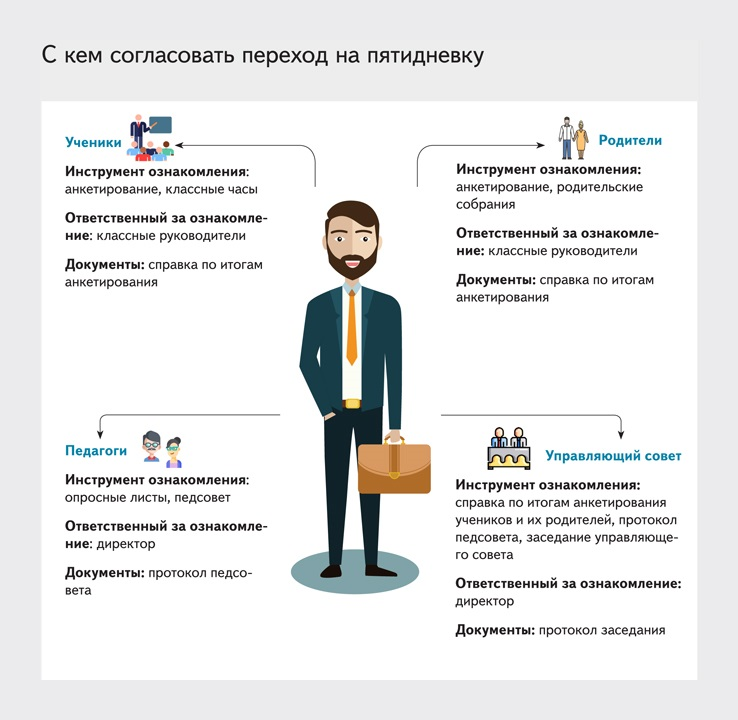 С кем согласовать переход на пятидневку
Ученики
Инструмент ознакомления:
анкетирование, классные часы
Ответственный за ознакомле-
ние: классные руководители
Документы: справка по итогам
анкетирования
Родители
Инструмент ознакомления:
анкетирование, родительские
собрания
Ответственный за ознакомле-
ние: классные руководители
Документы: справка по итогам
анкетирования
Педагоги
Инструмент ознакомления:
опросные листы, педсовет
Ответственный за ознакомле-
ние: директор
Документы: протокол педсо-
вета
Управляющий совет
Инструмент ознакомления:
справка по итогам анкетирования
учеников и их родителей, протокол
педсовета, заседание управляюще-
го совета
Ответственный за ознакомление:
директор
Документы: протокол заседания